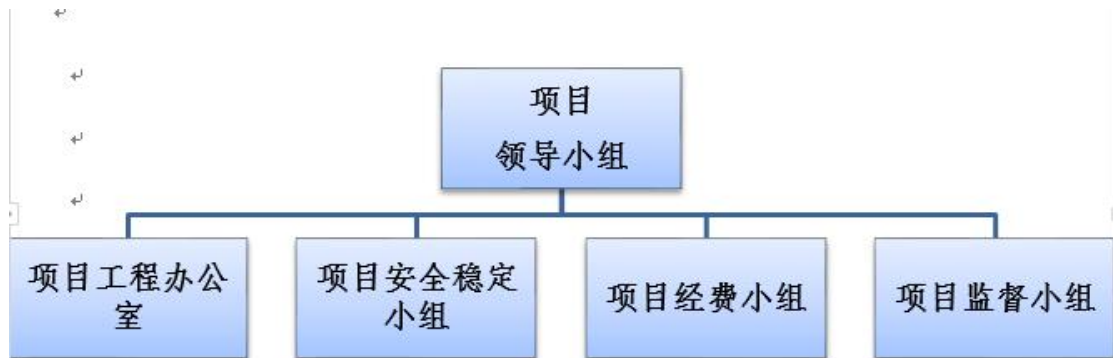 项目
领导小组
项目工程办公
室
项目安全稳定
小组
项目经费小组
项目监督小组